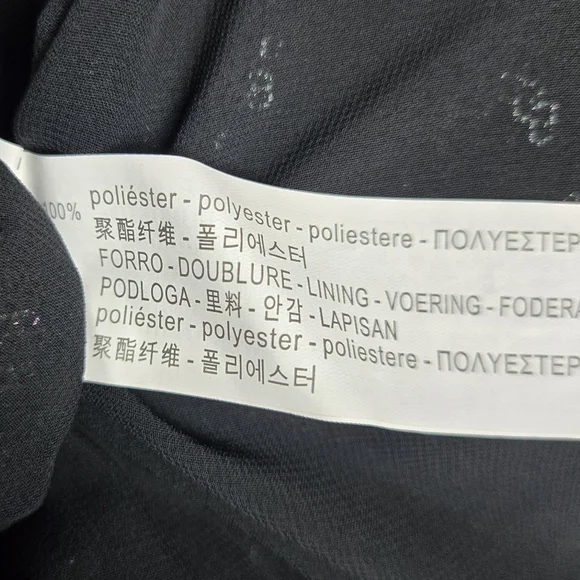 100% poliéster - polyester - poliestere - ΠΟΛΥΕΣΤΕΡ
聚酯纤维 - 폴리에스터
FORRO - DOUBLURE - LINING - VOERING - FODERA
PODLOGA - 里料 - 안감 - LAPISAN
poliéster - polyester - poliestere - ΠΟΛΥΕΣΤΕΡ
聚酯纤维 - 폴리에스터